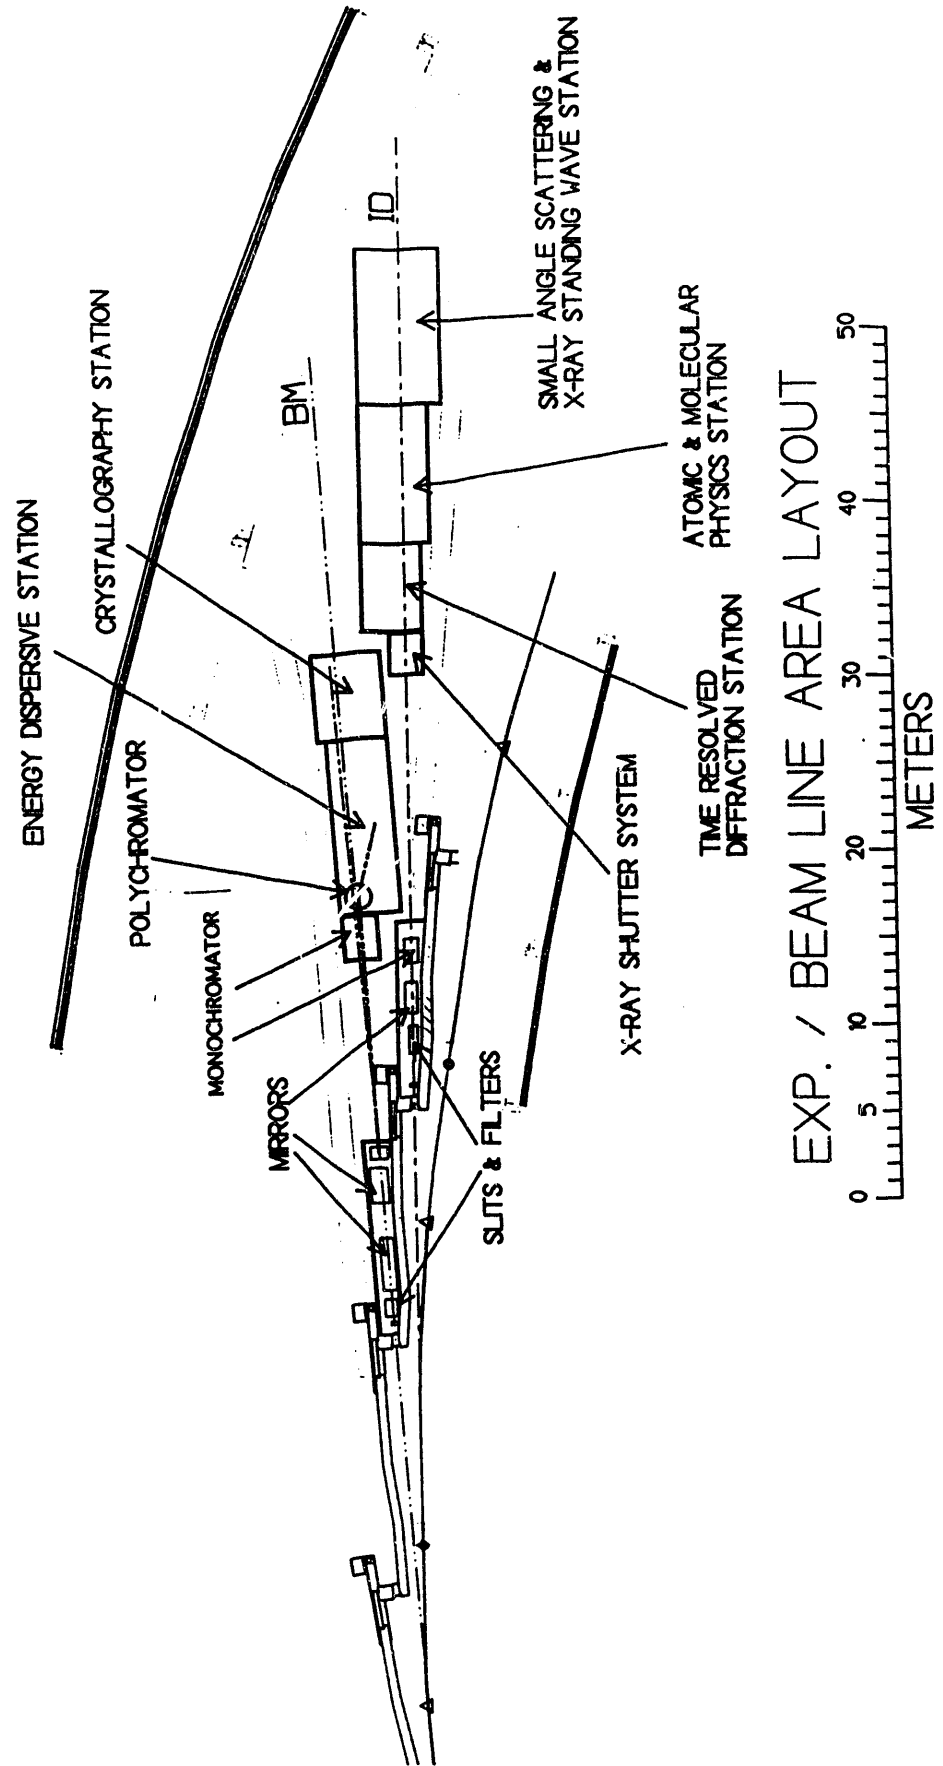 ENERGY DISPERSIVE STATION
CRYSTALLOGRAPHY STATION
POLYCHROMATOR
MONOCHROMATOR
MIRRORS
BM
ID
SLITS & FILTERS
SMALL ANGLE SCATTERING &
X-RAY STANDING WAVE STATION
ATOMIC & MOLECULAR
PHYSICS STATION
TIME RESOLVED
DIFFRACTION STATION
X-RAY SHUTTER SYSTEM
EXP. / BEAM LINE AREA LAYOUT
0 5 10 20 30 40 50
METERS